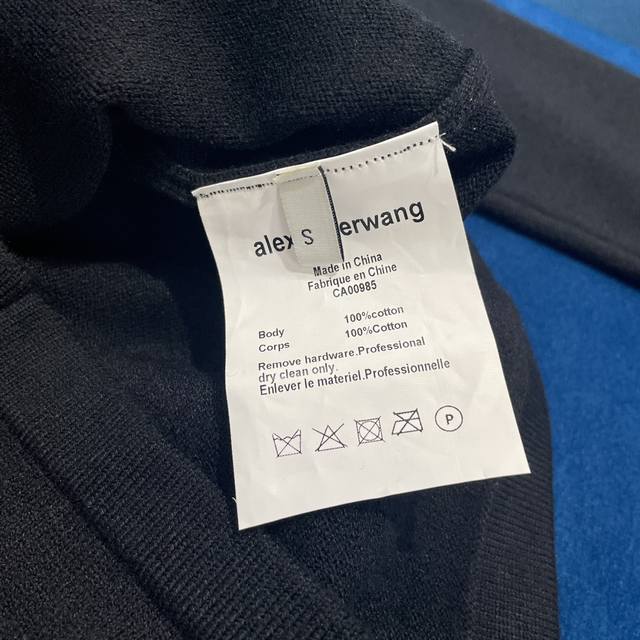 alex erwang
S
Made in China
Fabrique en Chine
CA00985
Body 100%cotton
Corps 100%Cotton
Remove hardware.Professional
dry clean only.
Enlever le materiel.Professionnelle
P